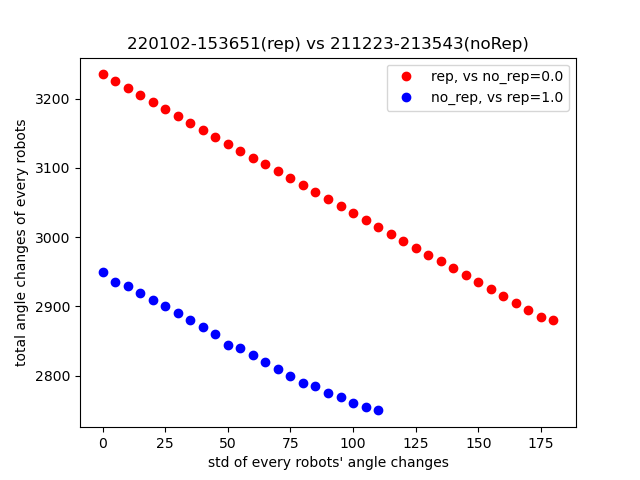 220102-153651(rep) vs 211223-213543(noRep)
rep, vs no_rep=0.0
no_rep, vs rep=1.0
total angle changes of every robots
3200
3100
3000
2900
2800
0 25 50 75 100 125 150 175
std of every robots' angle changes